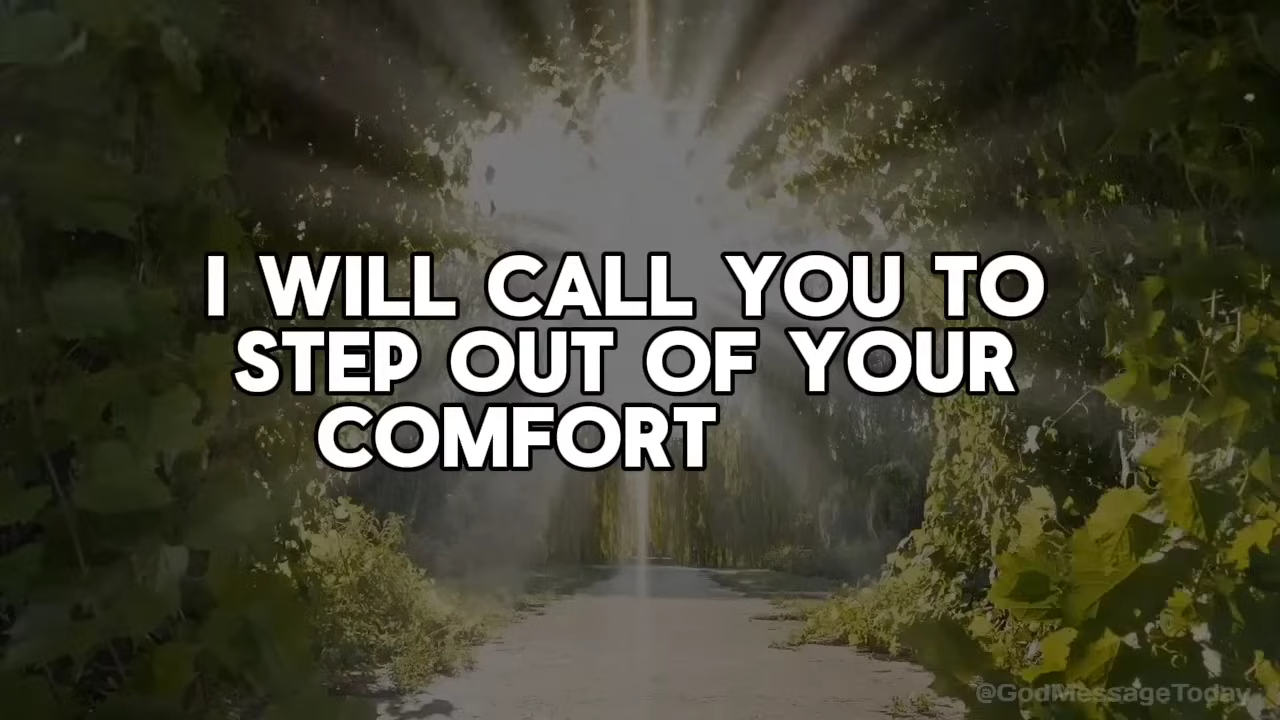 I WILL CALL YOU TO
STEP OUT OF YOUR
COMFORT
@GodMessageToday